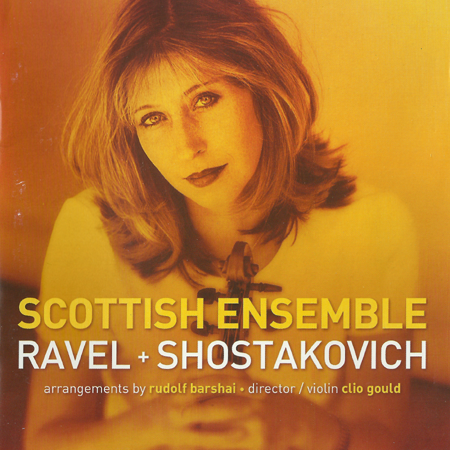 SCOTTISH ENSEMBLE
RAVEL + SHOSTAKOVICH
arrangements by rudolf barshai • director / violin clio gould